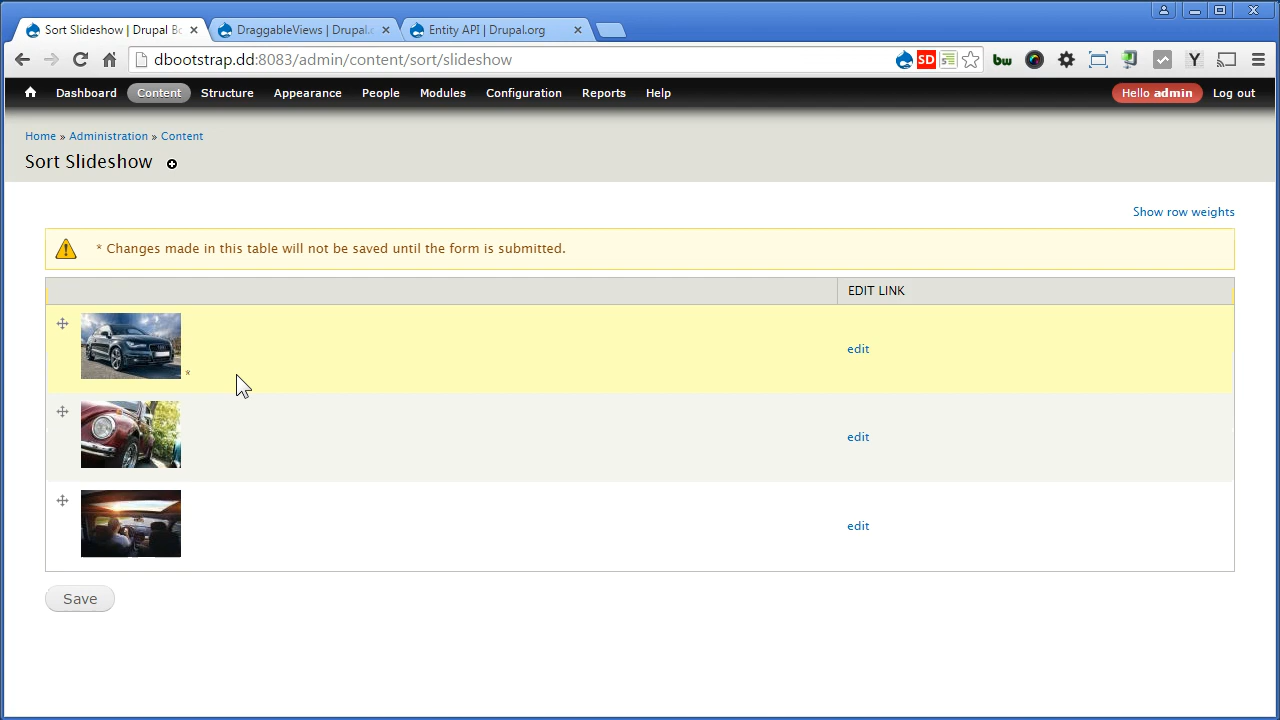 Sort Slideshow | Drupal Bo
DraggableViews | Drupal.o
Entity API | Drupal.org
dbootstrap.dd:8083/admin/content/sort/slideshow
SD
bw
Y
Dashboard
Content
Structure
Appearance
People
Modules
Configuration
Reports
Help
Hello admin
Log out
Home » Administration » Content
Sort Slideshow
Show row weights
* Changes made in this table will not be saved until the form is submitted.
EDIT LINK
*
edit
edit
edit
Save